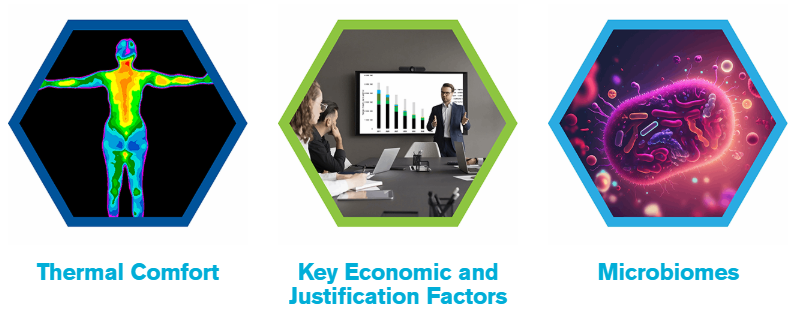 Thermal Comfort
Key Economic and
Justification Factors
Microbiomes